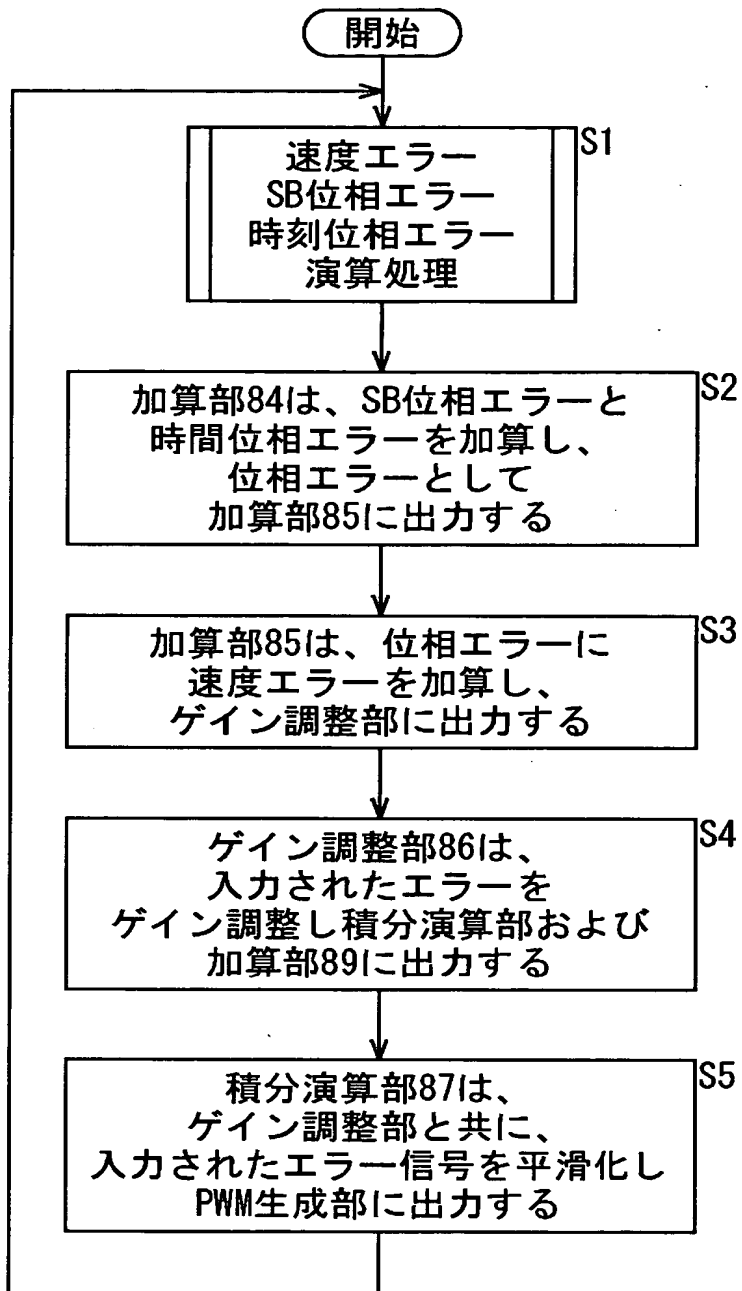 開始
S1
速度エラー
SB位相エラー
時刻位相エラー
演算処理
S2
加算部84は、SB位相エラーと
時間位相エラーを加算し、
位相エラーとして
加算部85に出力する
S3
加算部85は、位相エラーに
速度エラーを加算し、
ゲイン調整部に出力する
S4
ゲイン調整部86は、
入力されたエラーを
ゲイン調整し積分演算部および
加算部89に出力する
S5
積分演算部87は、
ゲイン調整部と共に、
入力されたエラー信号を平滑化し
PWM生成部に出力する